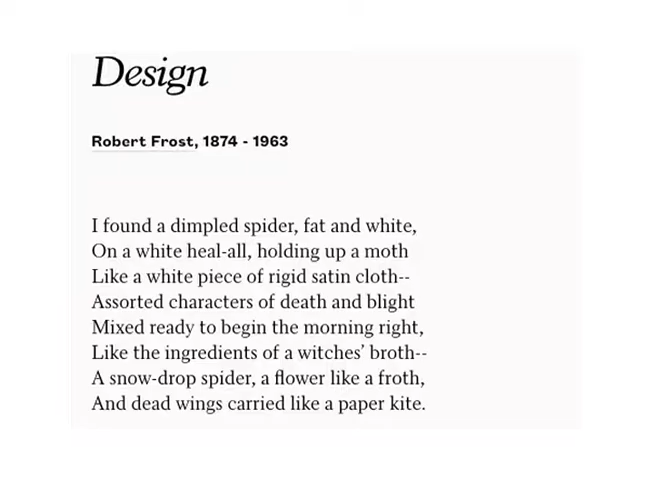 Design
Robert Frost, 1874 - 1963
I found a dimpled spider, fat and white,
On a white heal-all, holding up a moth
Like a white piece of rigid satin cloth--
Assorted characters of death and blight
Mixed ready to begin the morning right,
Like the ingredients of a witches’ broth--
A snow-drop spider, a flower like a froth,
And dead wings carried like a paper kite.